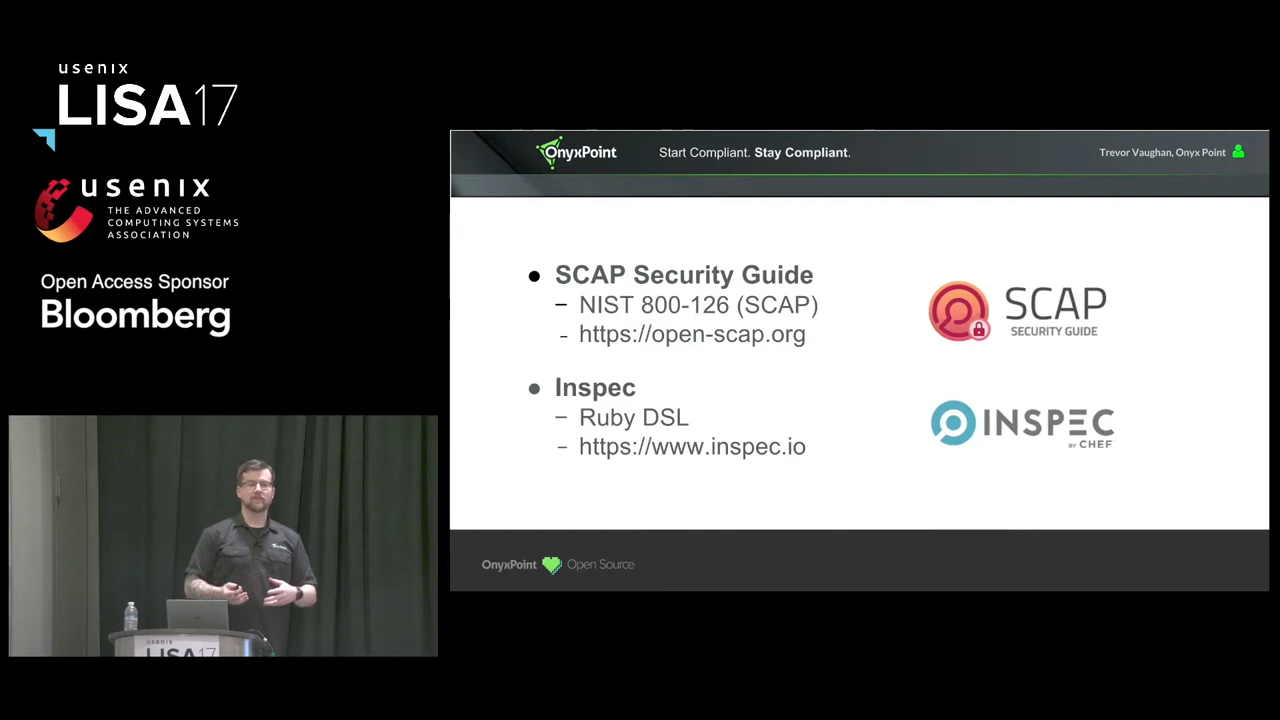 usenix
LISA17
usenix
THE ADVANCED
COMPUTING SYSTEMS
ASSOCIATION
Open Access Sponsor
Bloomberg
OnyxPoint
Start Compliant. Stay Compliant.
Trevor Vaughan, Onyx Point
● SCAP Security Guide
– NIST 800-126 (SCAP)
– https://open-scap.org
● Inspec
– Ruby DSL
– https://www.inspec.io
SCAP
SECURITY GUIDE
INSPEC
BY CHEF
OnyxPoint Open Source
usenix
LISA17